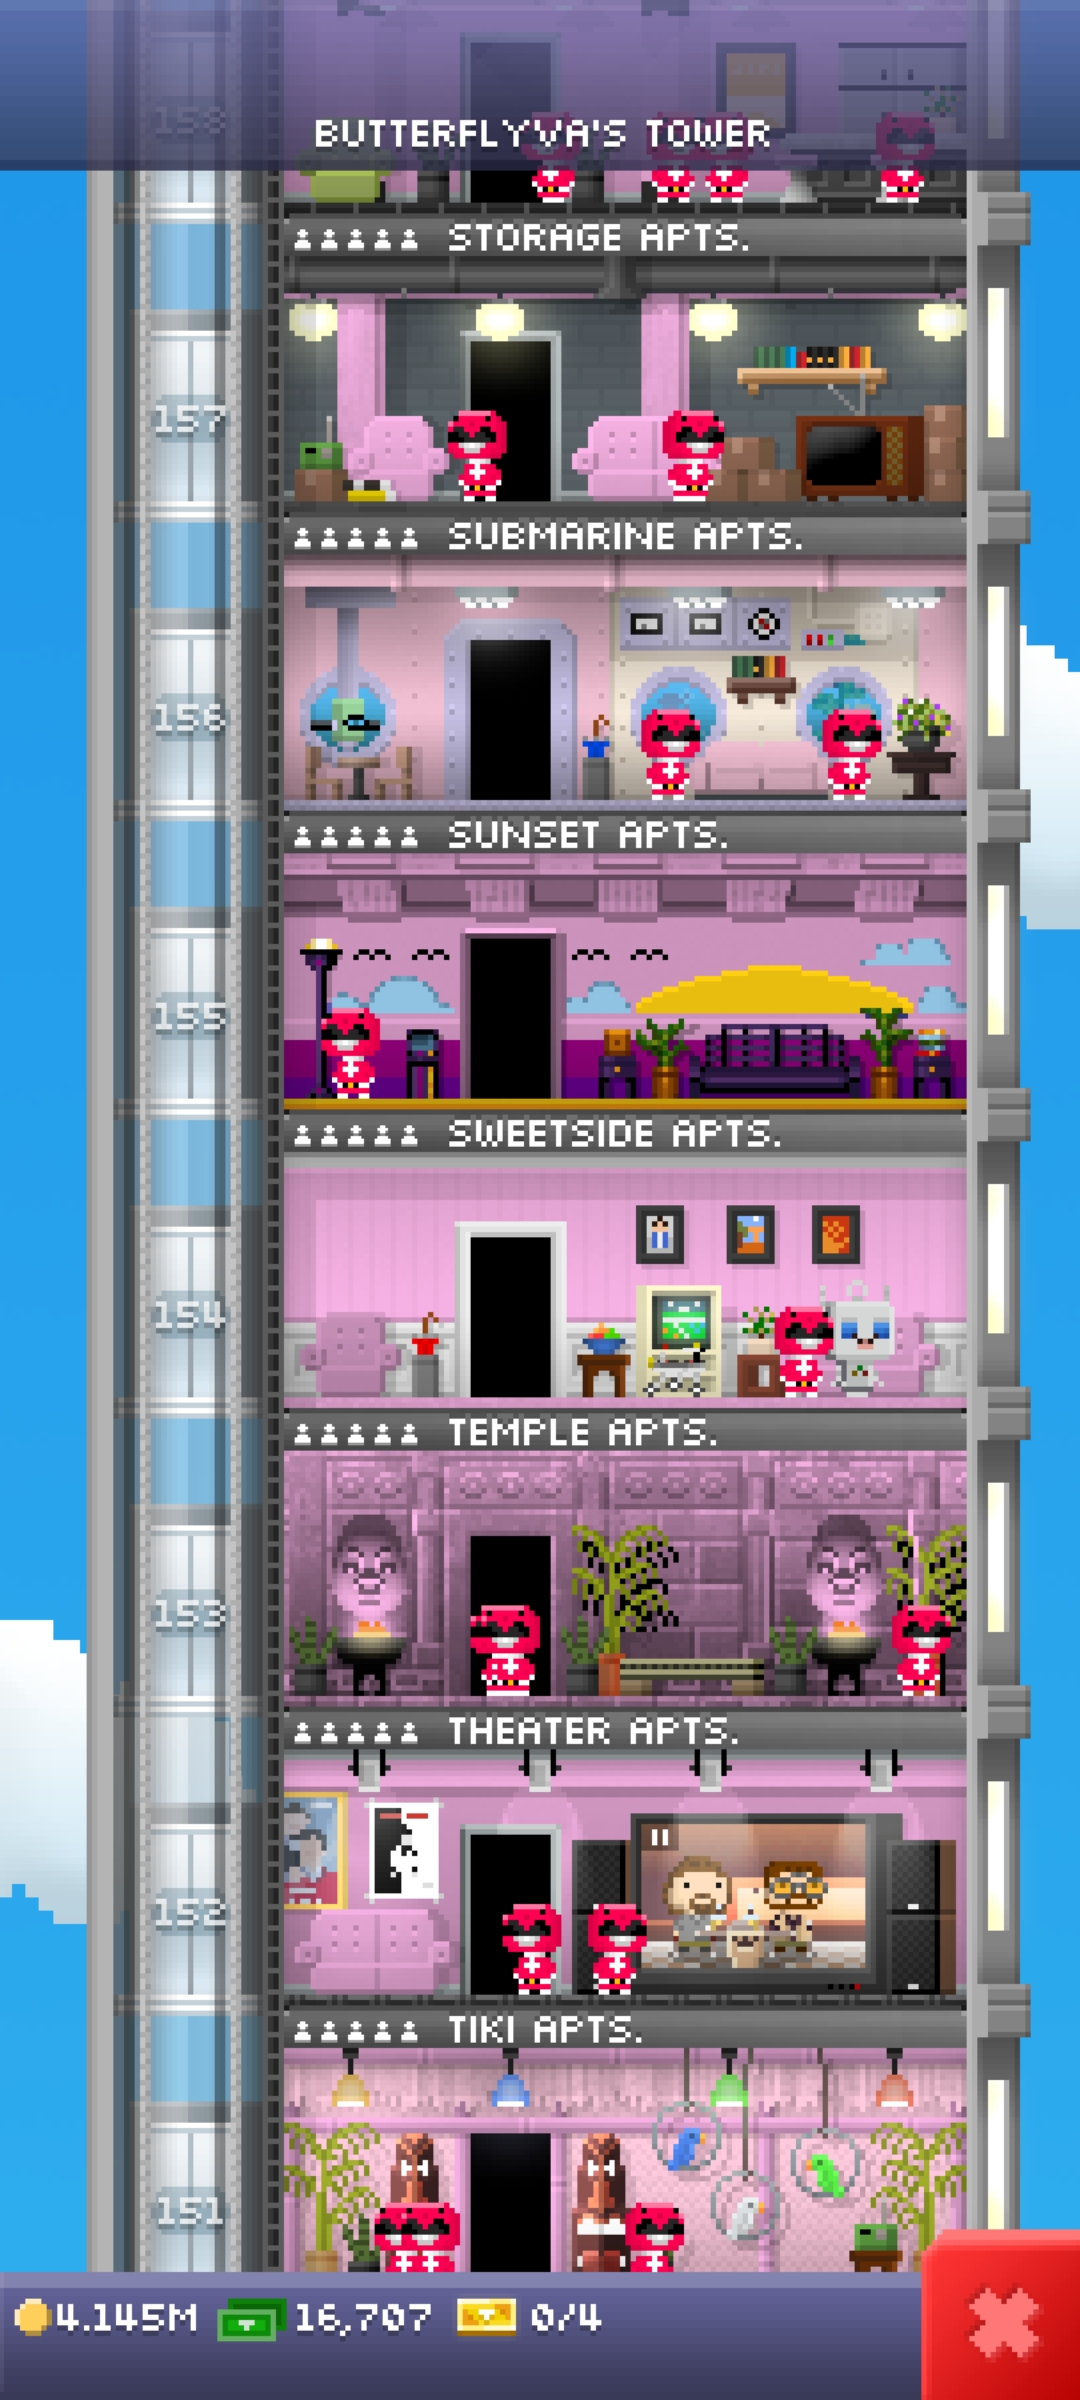 158
BUTTERFLYVA'S TOWER
STORAGE APTS.
157
SUBMARINE APTS.
156
SUNSET APTS.
155
SWEETSIDE APTS.
154
TEMPLE APTS.
153
THEATER APTS.
152
TIKI APTS.
151
4.145M 16,707 0/4